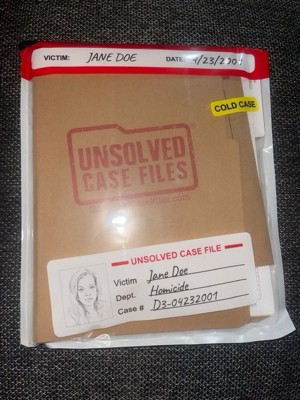 VICTIM: JANE DOE DATE
COLD CASE
UNSOLVED
CASE FILES
UNSOLVED CASE FILE
Victim Jane Doe
Dept. Homicide
Case # D3-04232001